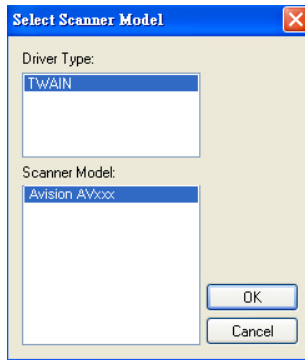 Select Scanner Model
Driver Type:
TWAIN
Scanner Model:
Avision AVxxx
OK
Cancel